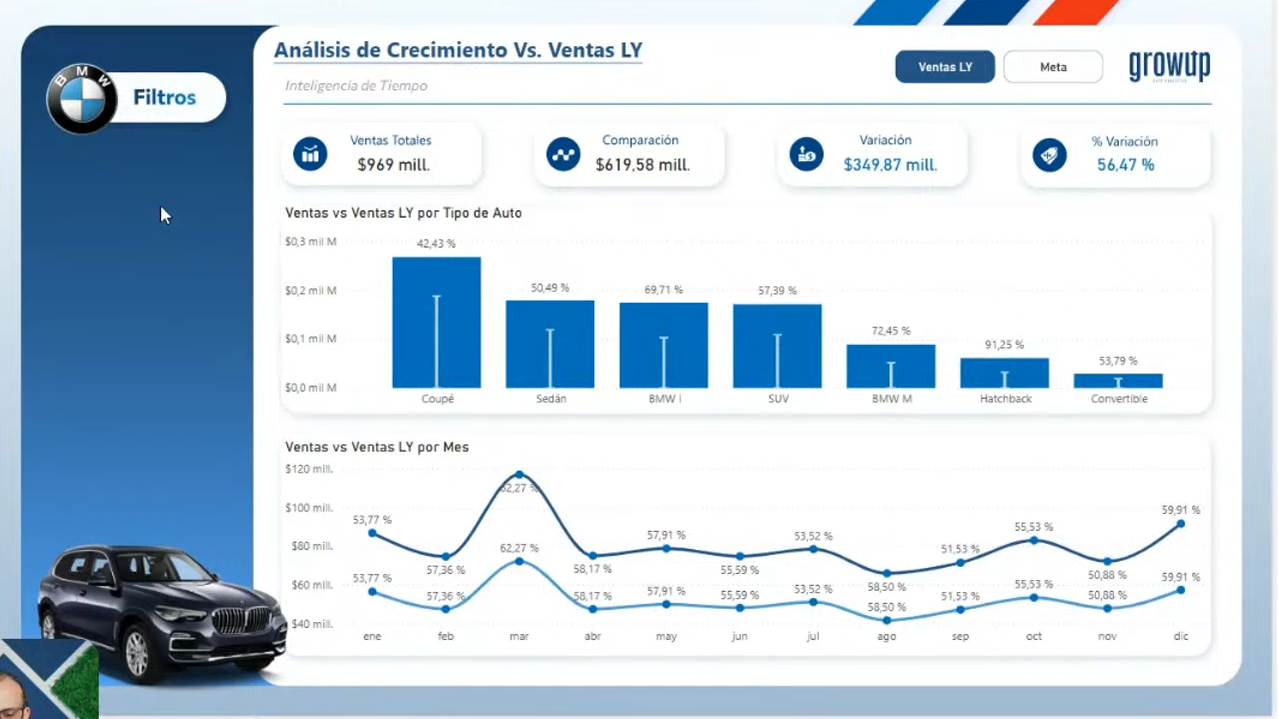 Análisis de Crecimiento Vs. Ventas LY
Inteligencia de Tiempo
Ventas LY
Meta
growup
BMW
Filtros
Ventas Totales
$969 mill.
Comparación
$619,58 mill.
Variación
$349,87 mill.
% Variación
56,47 %
Ventas vs Ventas LY por Tipo de Auto
$0,3 mil M
$0,2 mil M
$0,1 mil M
$0,0 mil M
42,43 %
50,49 %
69,71 %
57,39 %
72,45 %
91,25 %
53,79 %
Coupé
Sedán
BMW i
SUV
BMW M
Hatchback
Convertible
Ventas vs Ventas LY por Mes
$120 mill.
$100 mill.
$80 mill.
$60 mill.
$40 mill.
53,77 %
57,36 %
62,27 %
58,17 %
57,91 %
55,59 %
53,52 %
58,50 %
51,53 %
55,53 %
50,88 %
59,91 %
53,77 %
57,36 %
62,27 %
58,17 %
57,91 %
55,59 %
53,52 %
58,50 %
51,53 %
55,53 %
50,88 %
59,91 %
ene
feb
mar
abr
may
jun
jul
ago
sep
oct
nov
dic